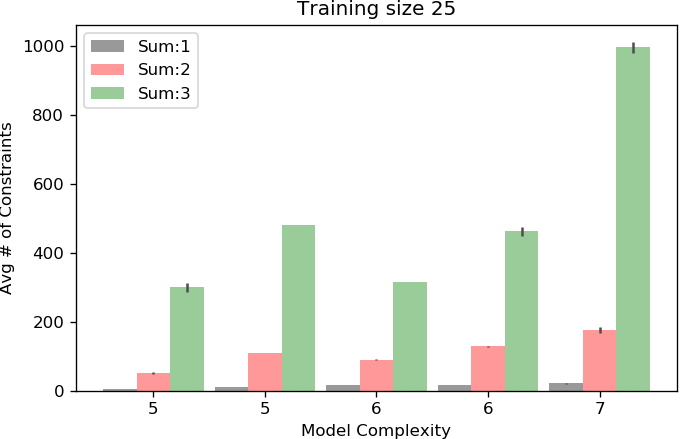 Training size 25
Avg # of Constraints
1000
800
600
400
200
0
Sum:1
Sum:2
Sum:3
5 5 6 6 7
Model Complexity